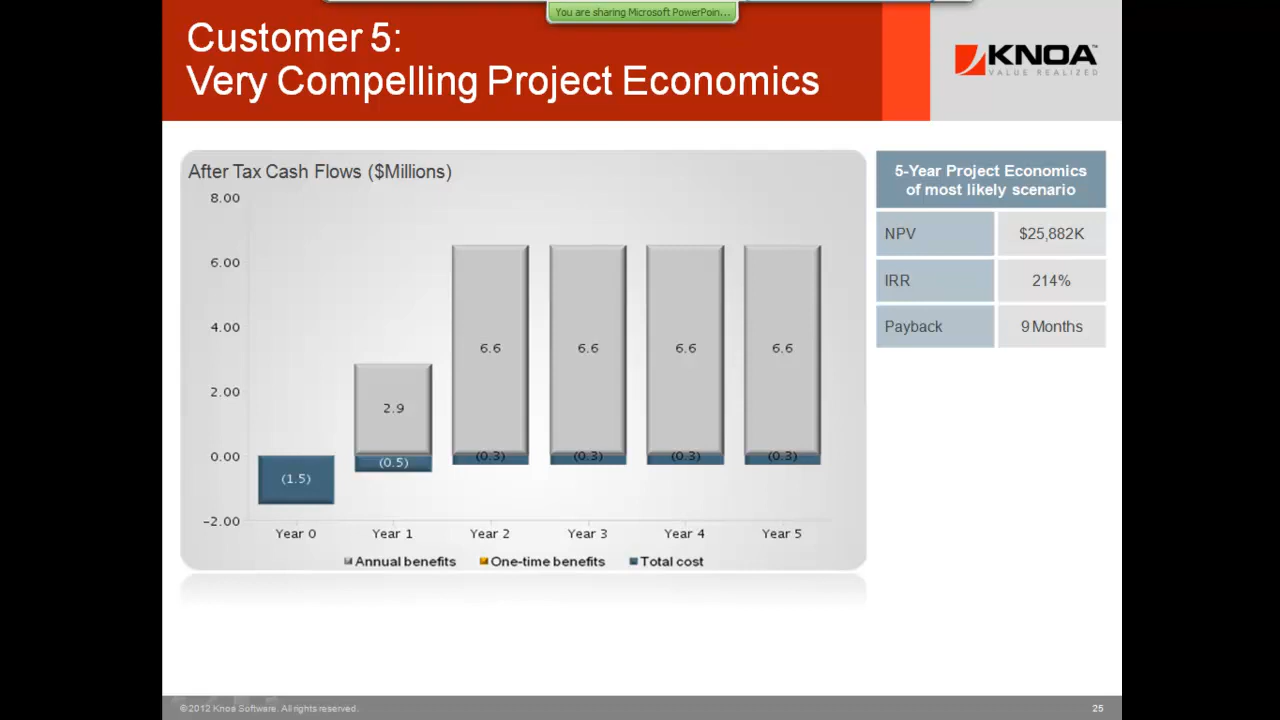 You are sharing Microsoft PowerPoin...
Customer 5:
Very Compelling Project Economics
KNOA™
VALUE REALIZED
After Tax Cash Flows ($Millions)
8.00
6.00
4.00
2.00
0.00
−2.00
(1.5)
2.9
(0.5)
6.6
(0.3)
6.6
(0.3)
6.6
(0.3)
6.6
(0.3)
Year 0 Year 1 Year 2 Year 3 Year 4 Year 5
Annual benefits One-time benefits Total cost
5-Year Project Economics
of most likely scenario
NPV $25,882K
IRR 214%
Payback 9 Months
© 2012 Knoa Software. All rights reserved.
25